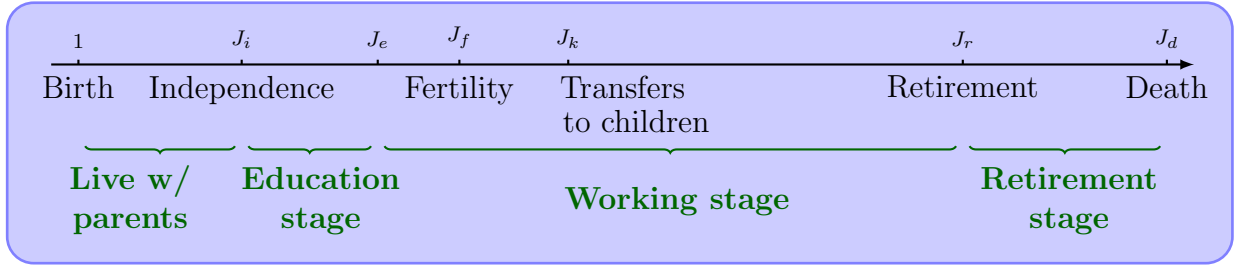 1 J_i J_e J_f J_k J_r J_d
Birth Independence Fertility Transfers Retirement Death
to children
Live w/ Education Working stage Retirement
parents stage stage